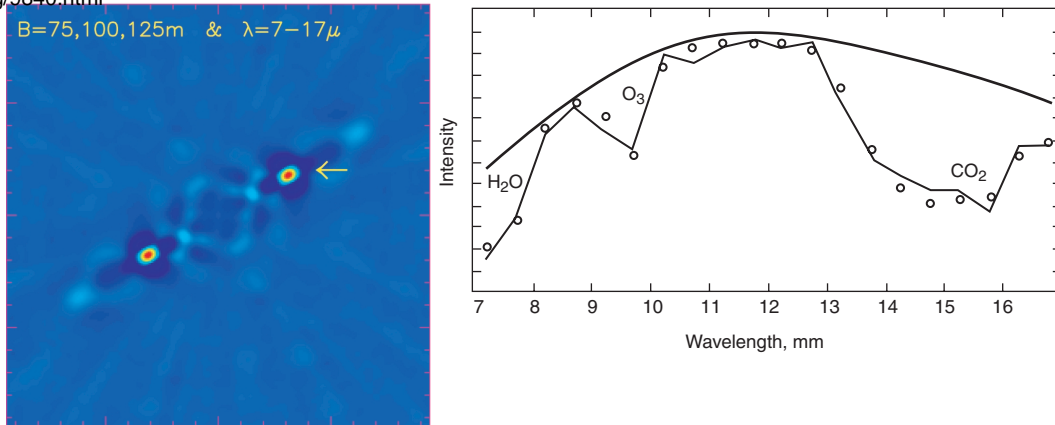 B=75,100,125m & λ=7−17μ
Intensity
H₂O
O₃
CO₂
7 8 9 10 11 12 13 14 15 16
Wavelength, mm